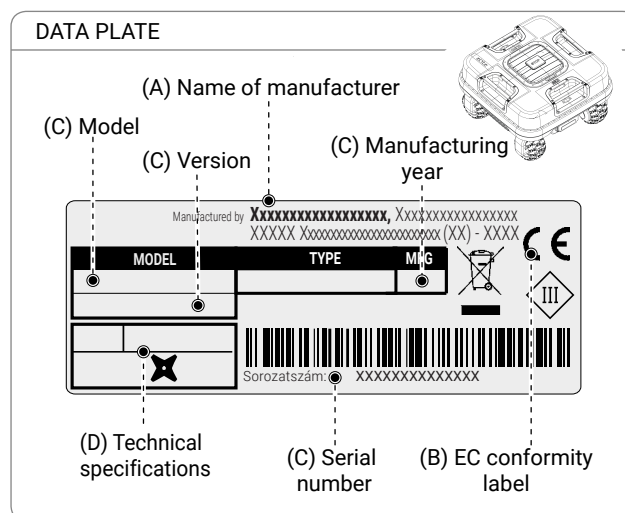 DATA PLATE
(A) Name of manufacturer
(C) Model
(C) Version
(C) Manufacturing
year
Manufactured by Xxxxxxxxxxxxxxxxxx, Xxxxxxxxxxxxxxxxx
XXXXX Xxxxxxxxxxxxxxxxxxxxxxxxx (XX) - XXXX
CE
MODEL TYPE MFG
III
Sorozatszám: XXXXXXXXXXXXXX
(D) Technical
specifications
(C) Serial
number
(B) EC conformity
label